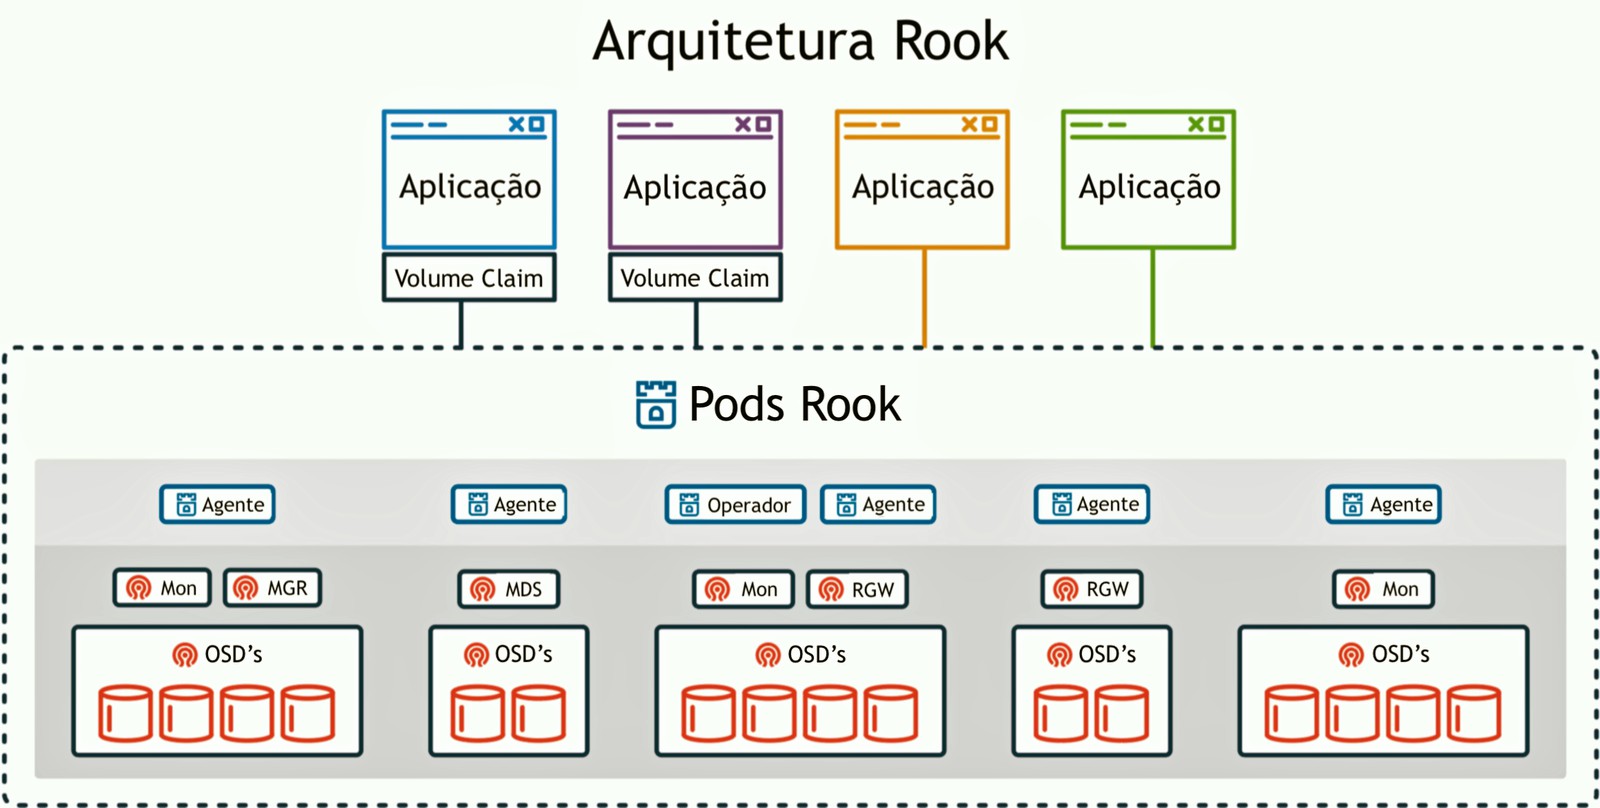 Arquitetura Rook
Aplicação
Aplicação
Aplicação
Aplicação
Volume Claim
Volume Claim
Pods Rook
Agente
Agente
Operador
Agente
Agente
Agente
Mon
MGR
MDS
Mon
RGW
RGW
Mon
OSD’s
OSD’s
OSD’s
OSD’s
OSD’s